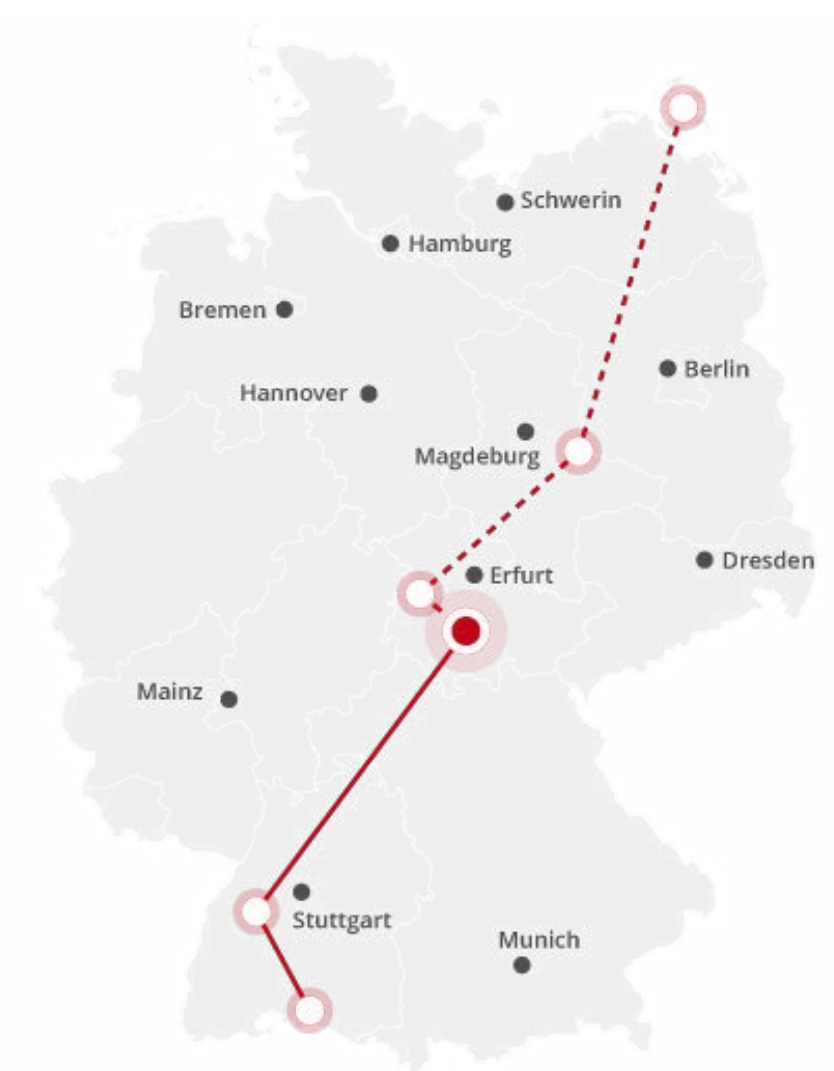 Schwerin
Hamburg
Bremen
Berlin
Hannover
Magdeburg
Dresden
Erfurt
Mainz
Stuttgart
Munich